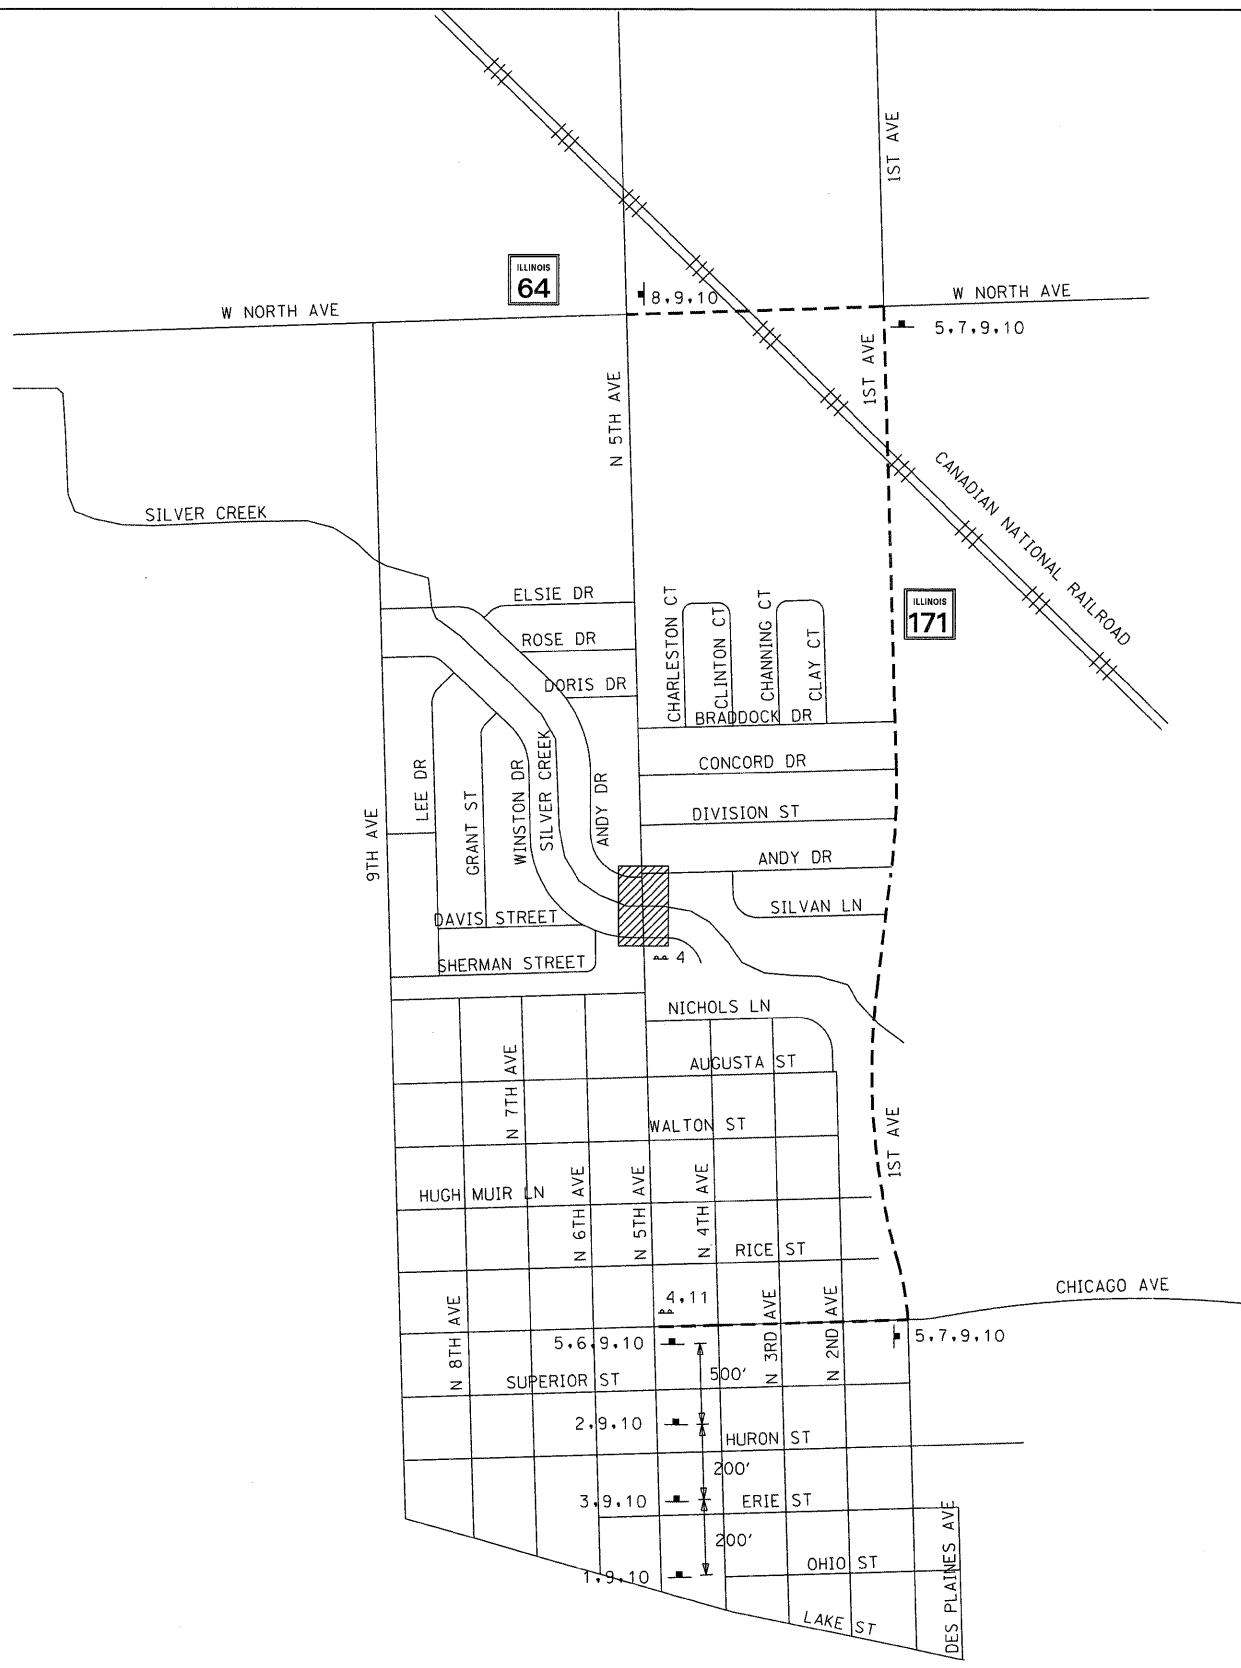 1ST AVE
ILLINOIS
64
8,9,10
W NORTH AVE
W NORTH AVE
5,7,9,10
1ST AVE
N 5TH AVE
CANADIAN NATIONAL RAILROAD
SILVER CREEK
ELSIE DR
ROSE DR
DORIS DR
CHARLESTON CT
CLINTON CT
CHANNING CT
CLAY CT
ILLINOIS
171
BRADDOCK DR
CONCORD DR
DIVISION ST
ANDY DR
SILVAN LN
9TH AVE
LEE DR
GRANT ST
WINSTON DR
SILVER CREEK
ANDY DR
DAVIS STREET
SHERMAN STREET
4
NICHOLS LN
AUGUSTA ST
N 7TH AVE
WALTON ST
1ST AVE
HUGH MUIR LN
N 6TH AVE
N 5TH AVE
N 4TH AVE
RICE ST
CHICAGO AVE
4,11
N 8TH AVE
N 3RD AVE
N 2ND AVE
5,6,9,10
5,7,9,10
500'
SUPERIOR ST
2,9,10
HURON ST
200'
3,9,10
ERIE ST
200'
OHIO ST
1,9,10
DES PLAINES AVE
LAKE ST